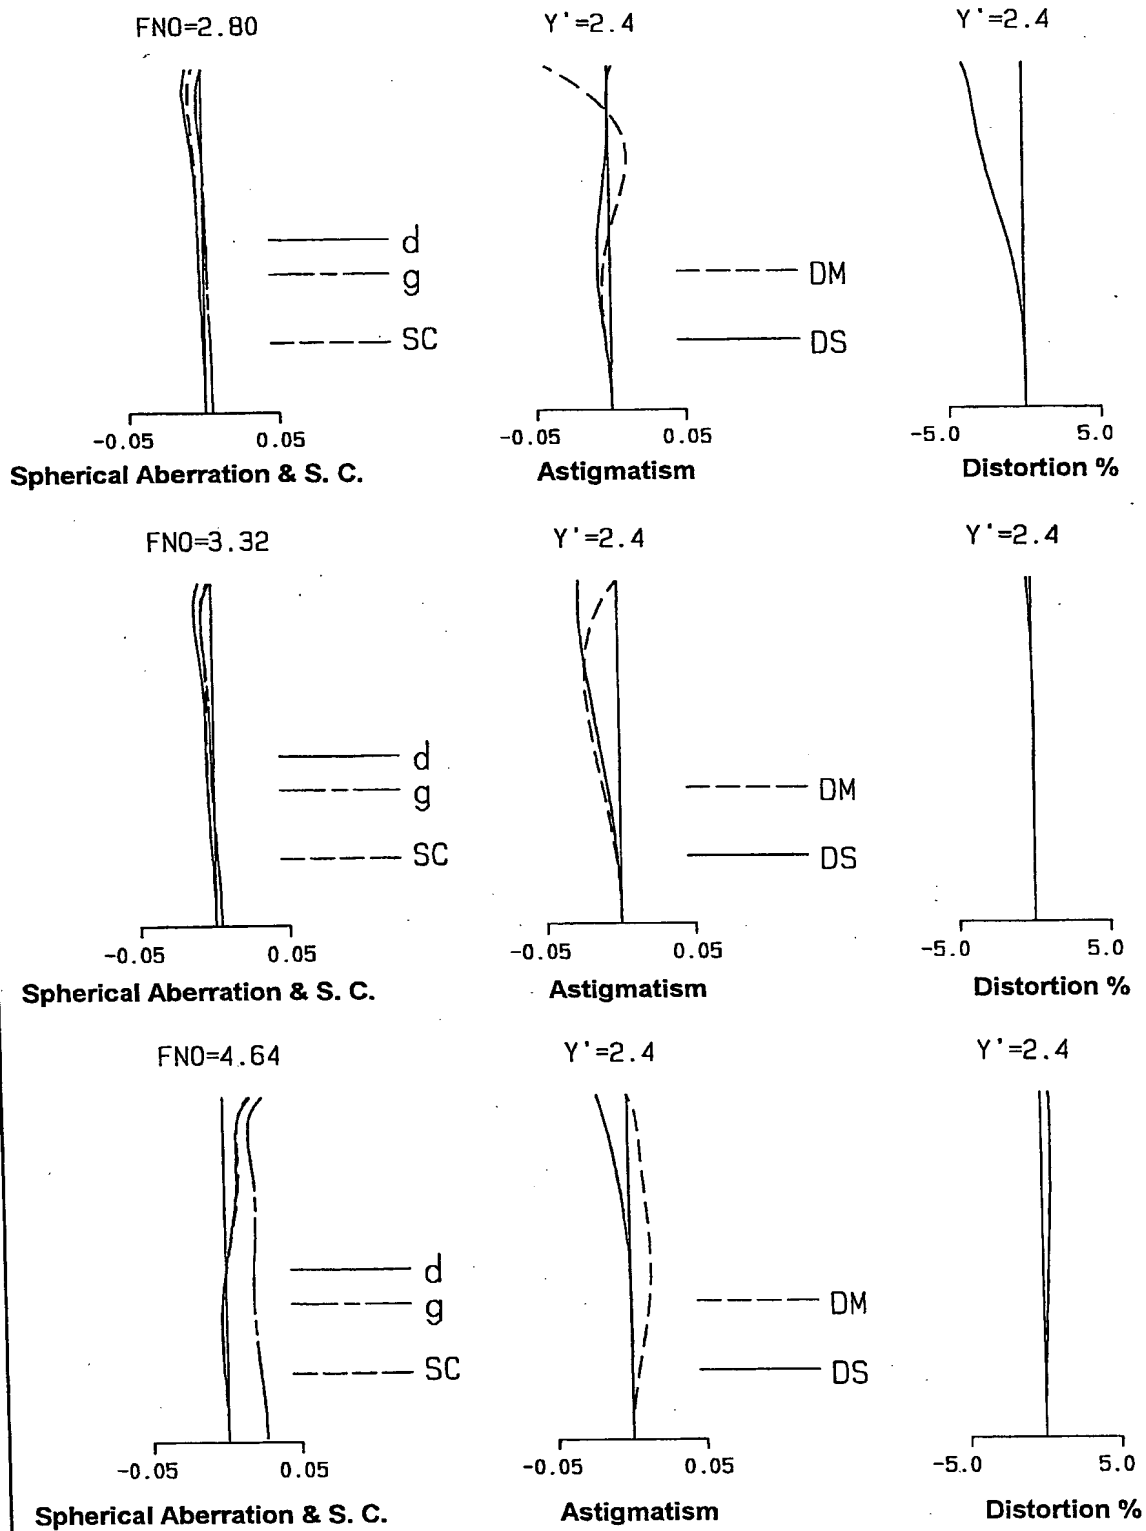 FNO=2.80 Y'=2.4 Y'=2.4
d
g
SC
DM
DS
-0.05 0.05 -0.05 0.05 -5.0 5.0
Spherical Aberration & S. C. Astigmatism Distortion %
FNO=3.32 Y'=2.4 Y'=2.4
d
g
SC
DM
DS
-0.05 0.05 -0.05 0.05 -5.0 5.0
Spherical Aberration & S. C. Astigmatism Distortion %
FNO=4.64 Y'=2.4 Y'=2.4
d
g
SC
DM
DS
-0.05 0.05 -0.05 0.05 -5.0 5.0
Spherical Aberration & S. C. Astigmatism Distortion %